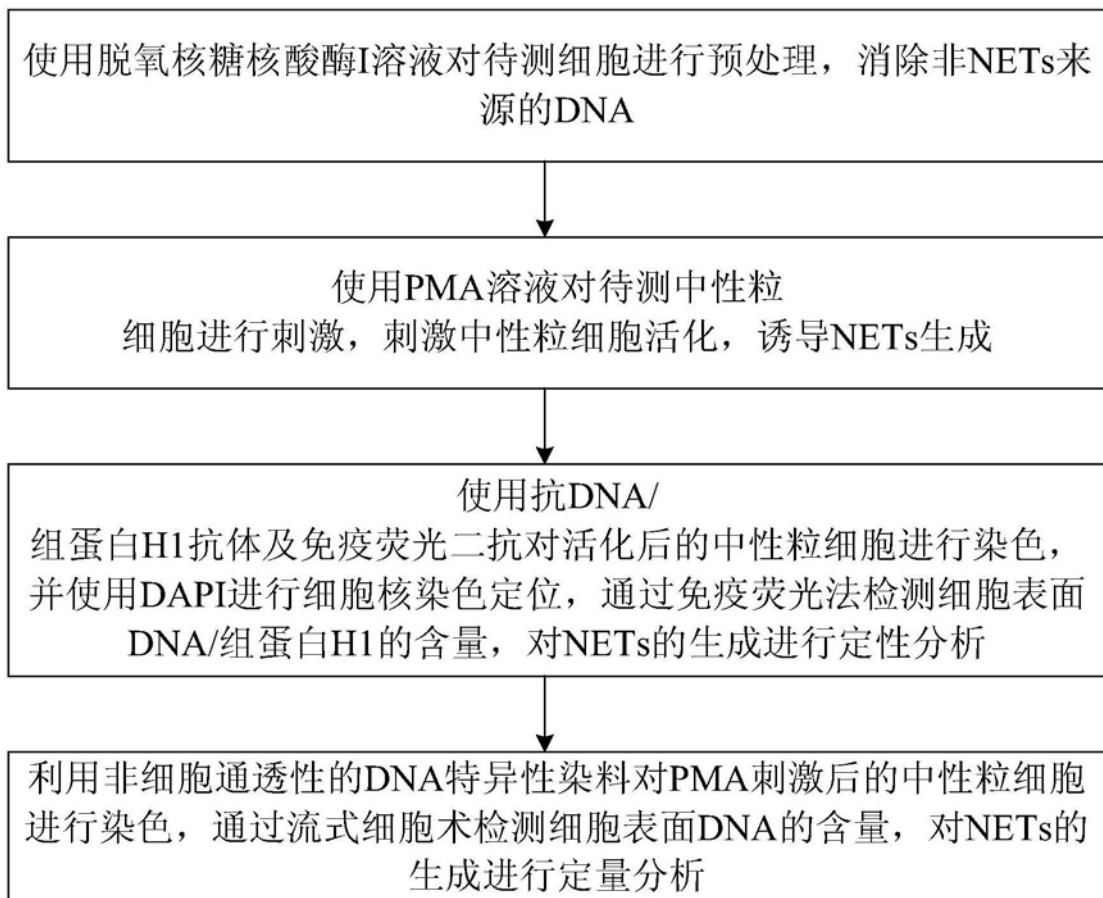 使用脱氧核糖核酸酶I溶液对待测细胞进行预处理，消除非NETs来
源的DNA
使用PMA溶液对待测中性粒
细胞进行刺激，刺激中性粒细胞活化，诱导NETs生成
使用抗DNA/
组蛋白H1抗体及免疫荧光二抗对活化后的中性粒细胞进行染色，
并使用DAPI进行细胞核染色定位，通过免疫荧光法检测细胞表面
DNA/组蛋白H1的含量，对NETs的生成进行定性分析
利用非细胞通透性的DNA特异性染料对PMA刺激后的中性粒细胞
进行染色，通过流式细胞术检测细胞表面DNA的含量，对NETs的
生成进行定量分析